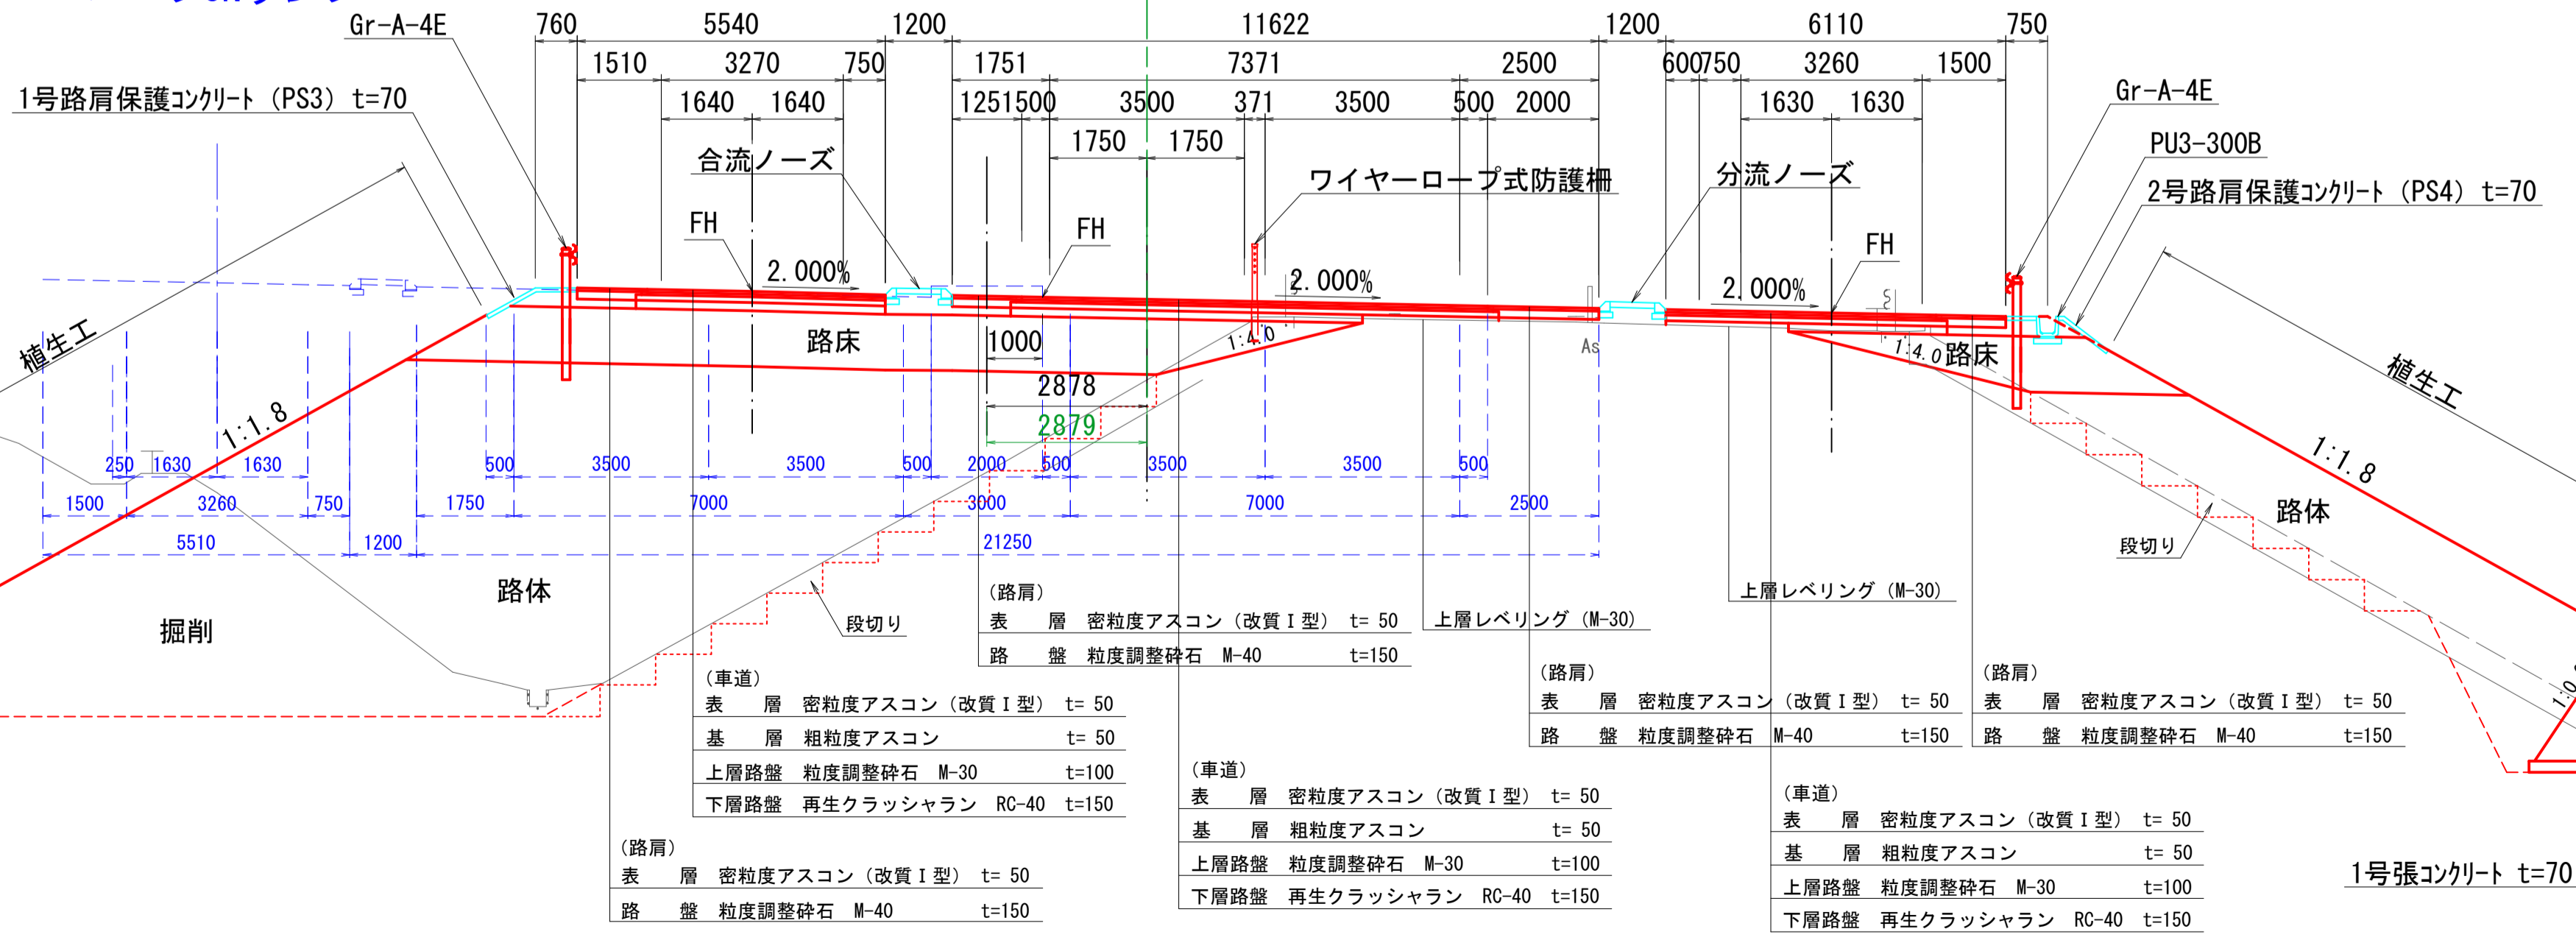 Gr-A-4E
760
5540
1200
11622
1200
6110
750
1510
3270
750
1751
7371
2500
600
750
3260
1500
1号路肩保護コンクリート（PS3）t=70
1640
1640
1251
500
3500
371
3500
500
2000
1630
1630
Gr-A-4E
1750
1750
PU3-300B
合流ノーズ
ワイヤーロープ式防護柵
分流ノーズ
2号路肩保護コンクリート（PS4）t=70
FH
FH
FH
2.000%
2.000%
2.000%
植生工
路床
1000
1:4.0
As
1:4.0
路床
植生工
2878
2879
1:1.8
1:1.8
250
1630
1630
500
3500
3500
500
2000
500
3500
3500
500
1500
3260
750
1750
7000
3000
7000
2500
5510
1200
21250
路体
段切り
路体
掘削
段切り
（路肩）
表　層　密粒度アスコン（改質Ⅰ型）　t= 50
路　盤　粒度調整砕石　M-40　t=150
上層レベリング（M-30）
上層レベリング（M-30）
（車道）
表　層　密粒度アスコン（改質Ⅰ型）　t= 50
基　層　粗粒度アスコン　t= 50
上層路盤　粒度調整砕石　M-30　t=100
下層路盤　再生クラッシャラン　RC-40　t=150
（路肩）
表　層　密粒度アスコン（改質Ⅰ型）　t= 50
路　盤　粒度調整砕石　M-40　t=150
（路肩）
表　層　密粒度アスコン（改質Ⅰ型）　t= 50
路　盤　粒度調整砕石　M-40　t=150
（車道）
表　層　密粒度アスコン（改質Ⅰ型）　t= 50
基　層　粗粒度アスコン　t= 50
上層路盤　粒度調整砕石　M-30　t=100
下層路盤　再生クラッシャラン　RC-40　t=150
（車道）
表　層　密粒度アスコン（改質Ⅰ型）　t= 50
基　層　粗粒度アスコン　t= 50
上層路盤　粒度調整砕石　M-30　t=100
下層路盤　再生クラッシャラン　RC-40　t=150
（路肩）
表　層　密粒度アスコン（改質Ⅰ型）　t= 50
路　盤　粒度調整砕石　M-40　t=150
1号張コンクリート t=70